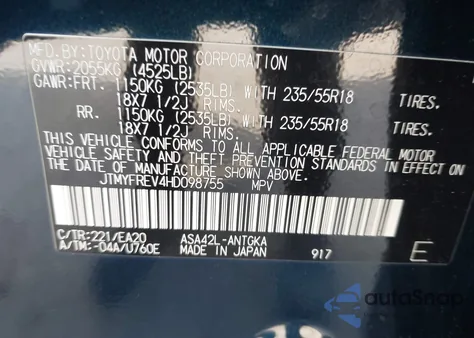 MFD.BY:TOYOTA MOTOR CORPORATION
GVWR:2055KG (4525LB)
GAWR:FRT. 1150KG (2535LB) WITH 235/55R18 TIRES.
18X7 1/2J RIMS.
RR. 1150KG (2535LB) WITH 235/55R18 TIRES.
18X7 1/2J RIMS.
THIS VEHICLE CONFORMS TO ALL APPLICABLE FEDERAL MOTOR
VEHICLE SAFETY AND THEFT PREVENTION STANDARDS IN EFFECT ON
THE DATE OF MANUFACTURE SHOWN ABOVE.
JTMYFREV4HD098755 MPV
C/TR:221/EA20 ASA42L-ANTGKA
A/TM:-04A/U760E MADE IN JAPAN 917 E
autoSnap